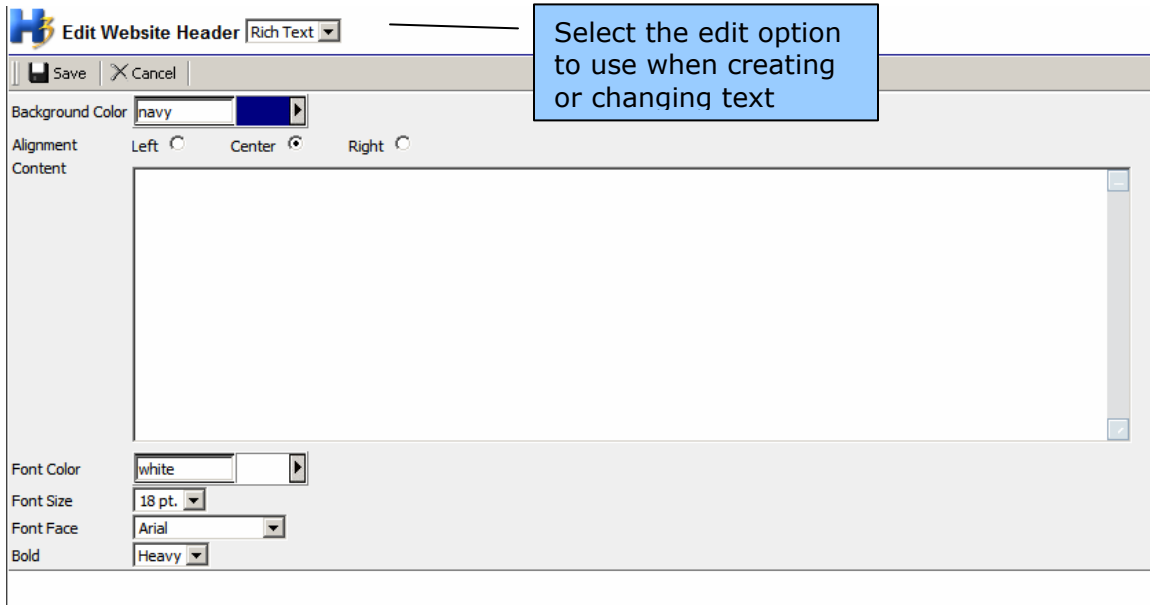 H3 Edit Website Header Rich Text
Select the edit option
to use when creating
or changing text
Save Cancel
Background Color navy
Alignment Left Center Right
Content
Font Color white
Font Size 18 pt.
Font Face Arial
Bold Heavy